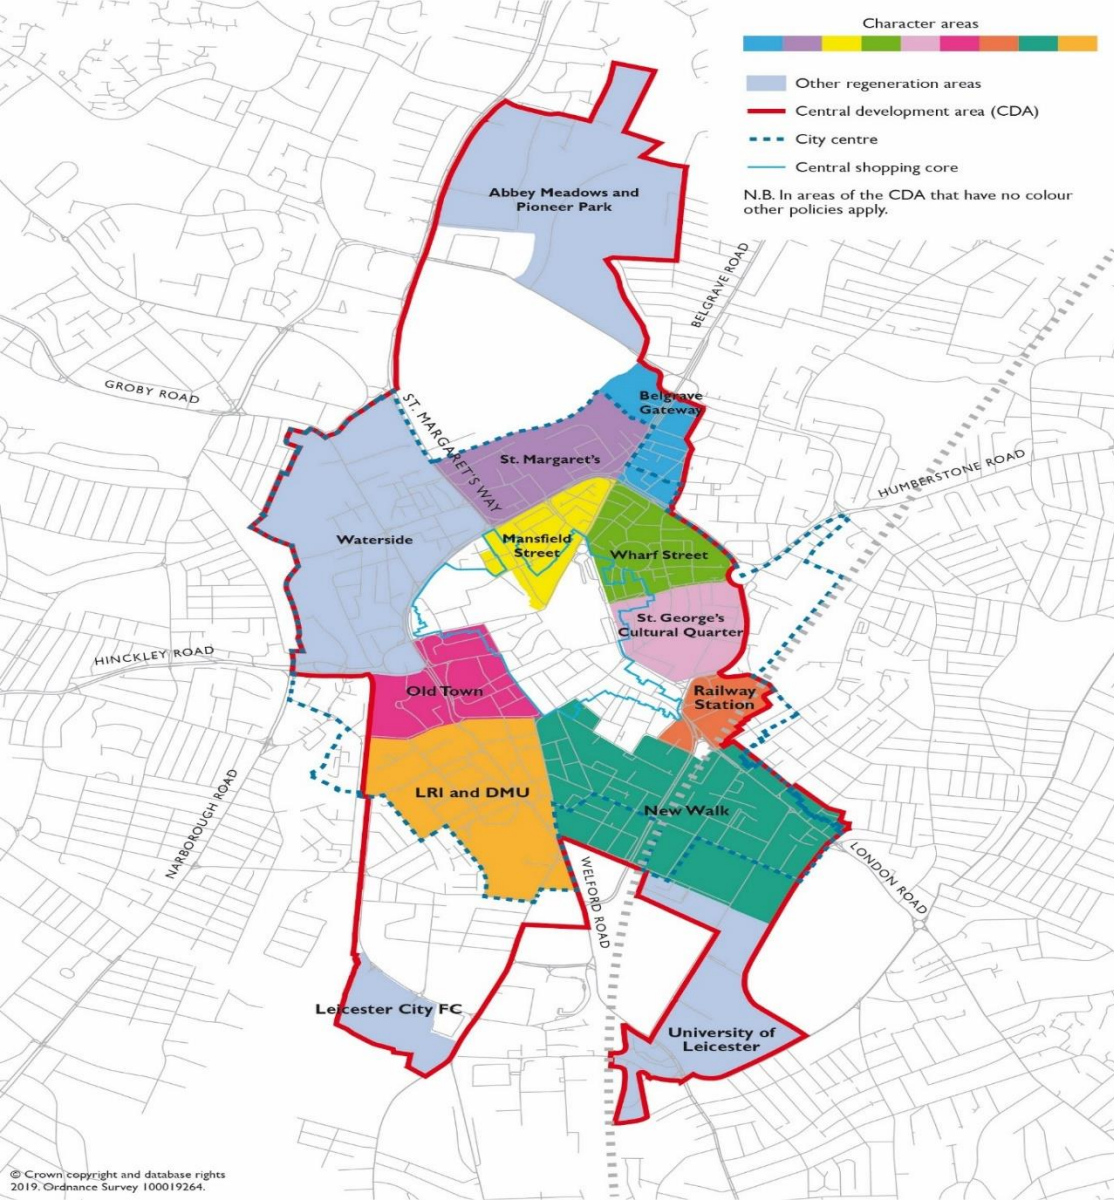 Character areas
Other regeneration areas
Central development area (CDA)
City centre
Central shopping core
N.B. In areas of the CDA that have no colour
other policies apply.
Abbey Meadows and
Pioneer Park
BELGRAVE ROAD
GROBY ROAD
ST. MARGARET'S WAY
Belgrave
Gateway
St. Margaret's
HUMBERSTONE ROAD
Waterside
Mansfield
Street
Wharf Street
St. George's
Cultural Quarter
HINCKLEY ROAD
Old Town
Railway
Station
LRI and DMU
New Walk
NARBOROUGH ROAD
WELFORD ROAD
LONDON ROAD
Leicester City FC
University of
Leicester
© Crown copyright and database rights
2019. Ordnance Survey 100019264.